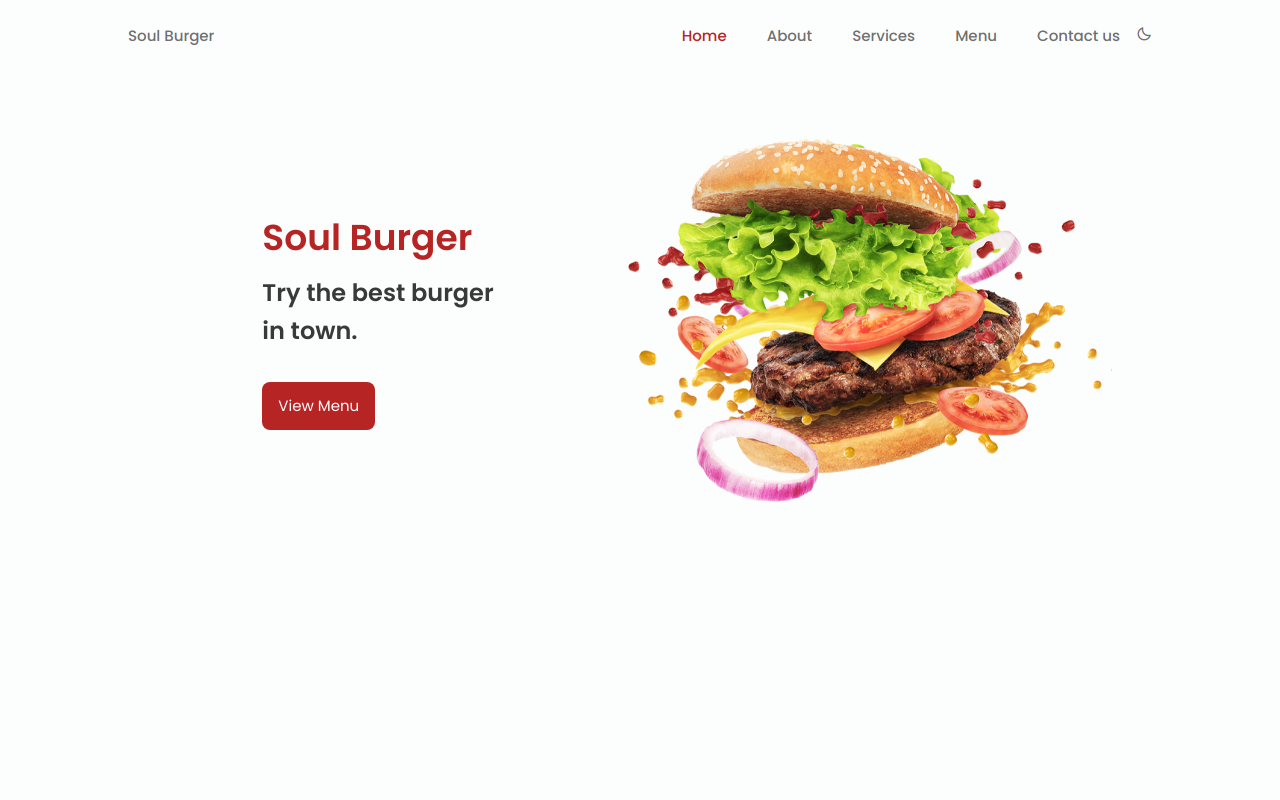 Soul Burger
Home About Services Menu Contact us
Soul Burger
Try the best burger
in town.
View Menu